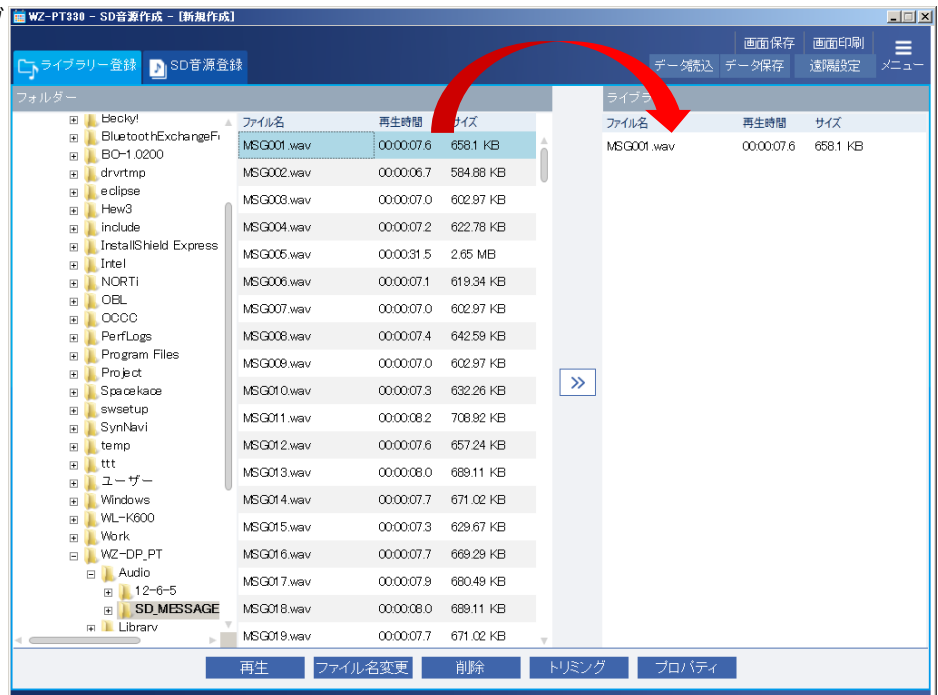 WZ-PT330 - SD音源作成 - [新規作成]
画面保存 画面印刷
ライブラリー登録 SD音源登録 データ読込 データ保存 遠隔設定 メニュー
フォルダー
Becky!
BluetoothExchangeF
BO-1.0200
drvrtmp
eclipse
Hew3
include
InstallShield Express
Intel
NORTi
OBL
OCCC
PerfLogs
Program Files
Project
Spacekace
swsetup
SynNavi
temp
ttt
ユーザー
Windows
WL-K600
Work
WZ-DP_PT
Audio
12-6-5
SD_MESSAGE
Library
ファイル名 再生時間 サイズ
MSG001.wav 00:00:07.6 658.1 KB
MSG002.wav 00:00:06.7 584.88 KB
MSG003.wav 00:00:07.0 602.97 KB
MSG004.wav 00:00:07.2 622.78 KB
MSG005.wav 00:00:31.5 2.65 MB
MSG006.wav 00:00:07.1 619.34 KB
MSG007.wav 00:00:07.0 602.97 KB
MSG008.wav 00:00:07.4 642.59 KB
MSG009.wav 00:00:07.0 602.97 KB
MSG010.wav 00:00:07.3 632.26 KB
MSG011.wav 00:00:08.2 708.92 KB
MSG012.wav 00:00:07.6 657.24 KB
MSG013.wav 00:00:08.0 689.11 KB
MSG014.wav 00:00:07.7 671.02 KB
MSG015.wav 00:00:07.3 629.67 KB
MSG016.wav 00:00:07.7 669.29 KB
MSG017.wav 00:00:07.9 680.49 KB
MSG018.wav 00:00:08.0 689.11 KB
MSG019.wav 00:00:07.7 671.02 KB
ライブラ
ファイル名 再生時間 サイズ
MSG001.wav 00:00:07.6 658.1 KB
再生 ファイル名変更 削除 トリミング プロパティ